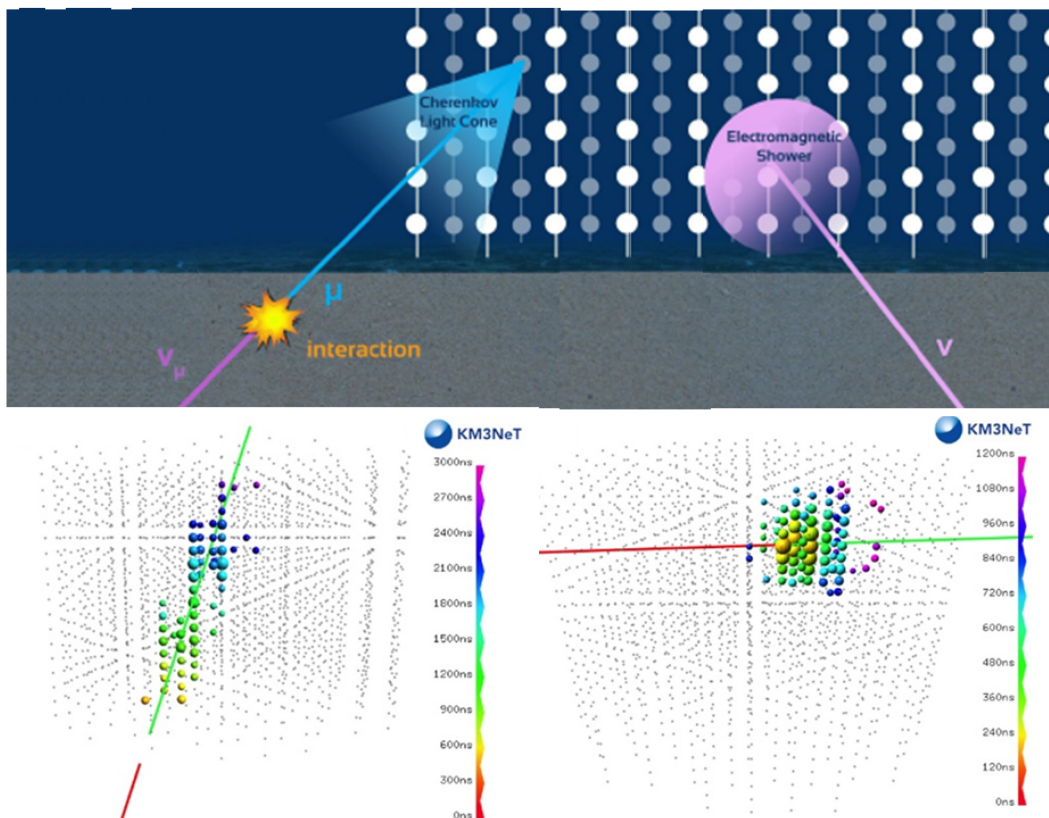 Cherenkov
Light Cone
Electromagnetic
Shower
μ
interaction
νμ
ν
KM3NeT
3000ns
2700ns
2400ns
2100ns
1800ns
1500ns
1200ns
900ns
600ns
300ns
0ns
KM3NeT
1200ns
1080ns
960ns
840ns
720ns
600ns
480ns
360ns
240ns
120ns
0ns